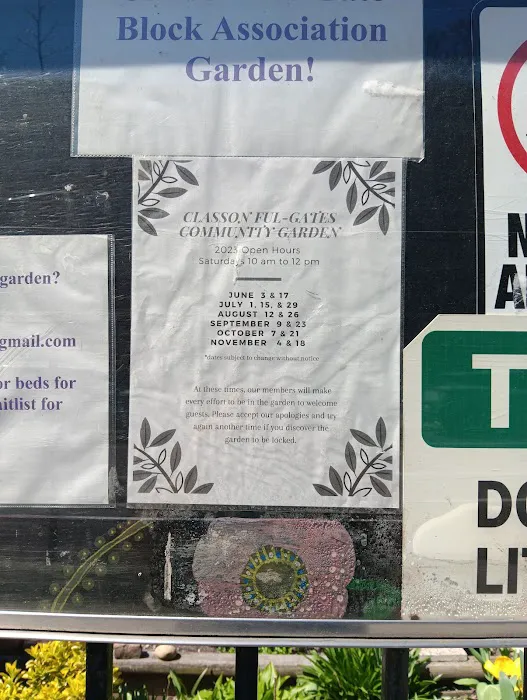 Block Association
Garden!
CLASSON FUL-GATES
COMMUNITY GARDEN
2023 Open Hours
Saturdays 10 am to 12 pm
JUNE 3 & 17
JULY 1, 15, & 29
AUGUST 12 & 26
SEPTEMBER 9 & 23
OCTOBER 7 & 21
NOVEMBER 4 & 18
*dates subject to change without notice
At these times, our members will make
every effort to be in the garden to welcome
guests. Please accept our apologies and try
again another time if you discover the
garden to be locked.
garden?
gmail.com
or beds for
itlist for
T
DO
LIT